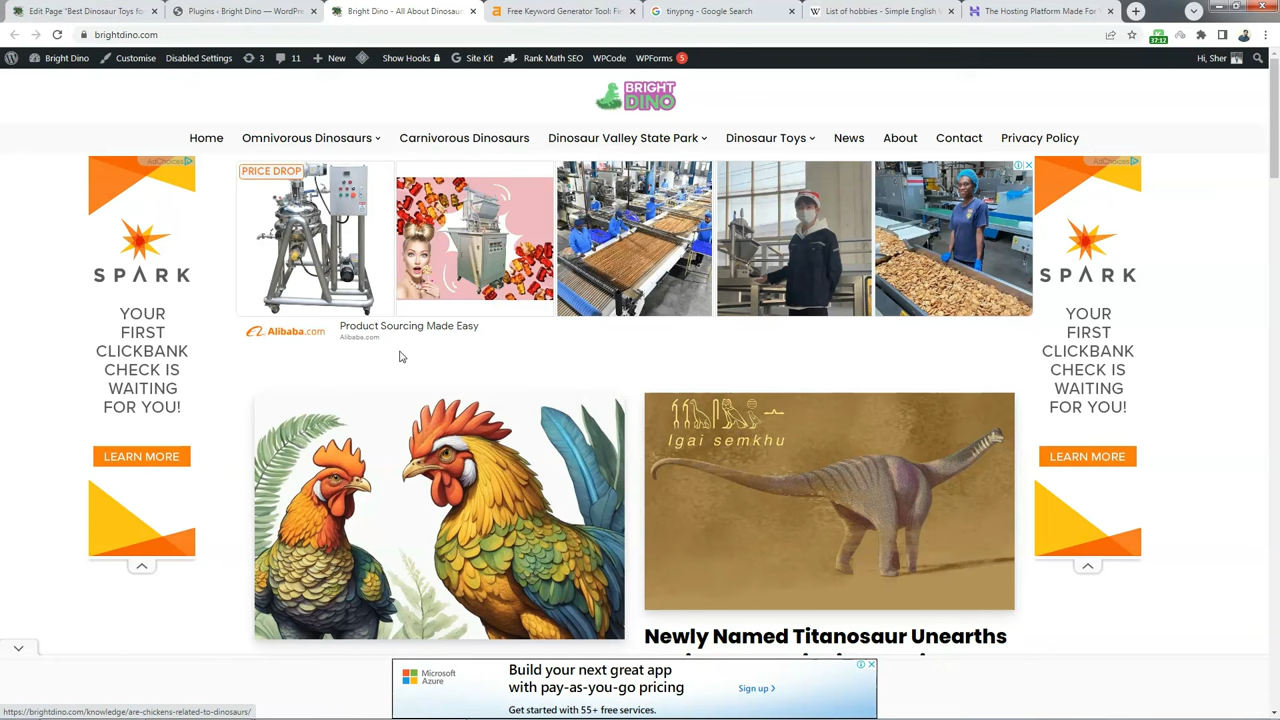 Edit Page "Best Dinosaur Toys fo
Plugins ‹ Bright Dino — WordPre
Bright Dino - All About Dinosaur
Free Keyword Generator Tool: Fi
tinypng - Google Search
List of hobbies - Simple English
The Hosting Platform Made For
brightdino.com
37:17
Bright Dino
Customise
Disabled Settings
3
11
New
Show Hooks
Site Kit
Rank Math SEO
WPCode
WPForms 5
Hi, Sher
BRIGHT
DINO
Home
Omnivorous Dinosaurs
Carnivorous Dinosaurs
Dinosaur Valley State Park
Dinosaur Toys
News
About
Contact
Privacy Policy
AdChoices
SPARK
YOUR
FIRST
CLICKBANK
CHECK IS
WAITING
FOR YOU!
LEARN MORE
PRICE DROP
Alibaba.com
Product Sourcing Made Easy
Alibaba.com
AdChoices
SPARK
YOUR
FIRST
CLICKBANK
CHECK IS
WAITING
FOR YOU!
LEARN MORE
Igai semkhu
Newly Named Titanosaur Unearths
Microsoft
Azure
Build your next great app
with pay-as-you-go pricing
Get started with 55+ free services.
Sign up
https://brightdino.com/knowledge/are-chickens-related-to-dinosaurs/